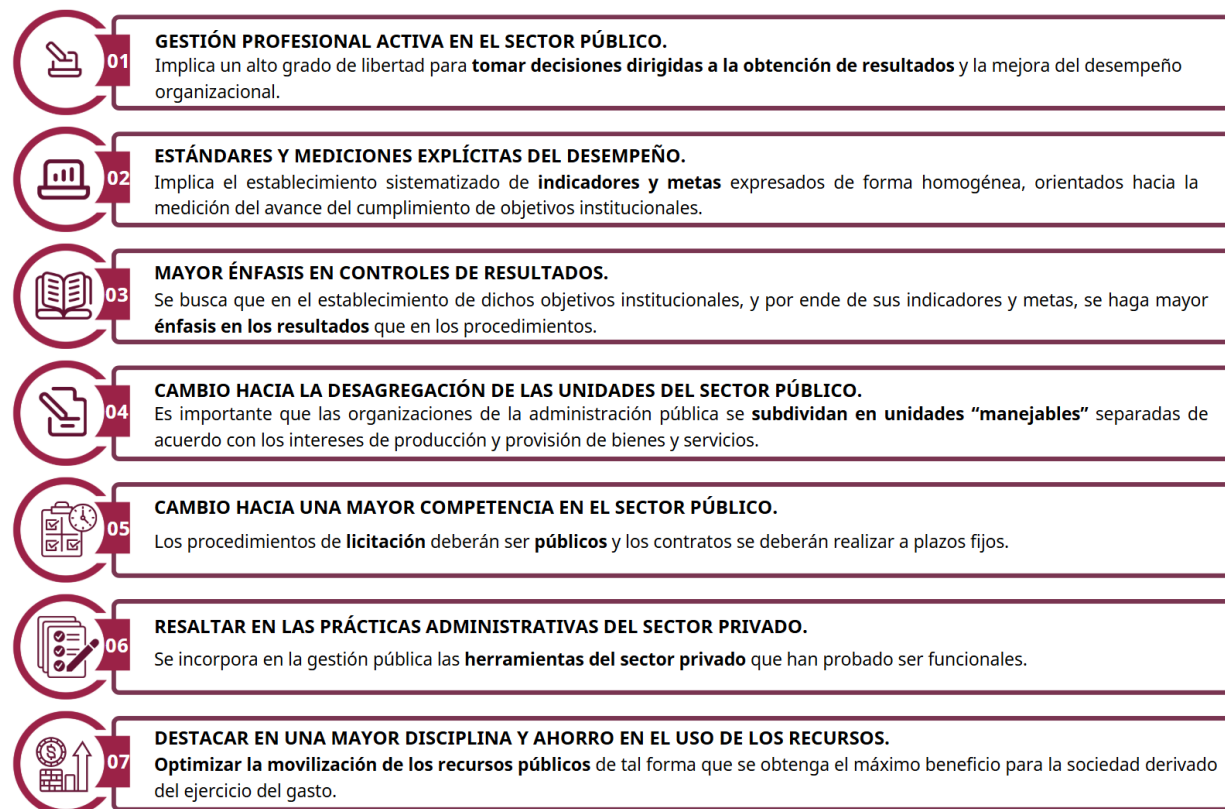 01
GESTIÓN PROFESIONAL ACTIVA EN EL SECTOR PÚBLICO.
Implica un alto grado de libertad para tomar decisiones dirigidas a la obtención de resultados y la mejora del desempeño
organizacional.
02
ESTÁNDARES Y MEDICIONES EXPLÍCITAS DEL DESEMPEÑO.
Implica el establecimiento sistematizado de indicadores y metas expresados de forma homogénea, orientados hacia la
medición del avance del cumplimiento de objetivos institucionales.
03
MAYOR ÉNFASIS EN CONTROLES DE RESULTADOS.
Se busca que en el establecimiento de dichos objetivos institucionales, y por ende de sus indicadores y metas, se haga mayor
énfasis en los resultados que en los procedimientos.
04
CAMBIO HACIA LA DESAGREGACIÓN DE LAS UNIDADES DEL SECTOR PÚBLICO.
Es importante que las organizaciones de la administración pública se subdividan en unidades “manejables” separadas de
acuerdo con los intereses de producción y provisión de bienes y servicios.
05
CAMBIO HACIA UNA MAYOR COMPETENCIA EN EL SECTOR PÚBLICO.
Los procedimientos de licitación deberán ser públicos y los contratos se deberán realizar a plazos fijos.
06
RESALTAR EN LAS PRÁCTICAS ADMINISTRATIVAS DEL SECTOR PRIVADO.
Se incorpora en la gestión pública las herramientas del sector privado que han probado ser funcionales.
07
DESTACAR EN UNA MAYOR DISCIPLINA Y AHORRO EN EL USO DE LOS RECURSOS.
Optimizar la movilización de los recursos públicos de tal forma que se obtenga el máximo beneficio para la sociedad derivado
del ejercicio del gasto.